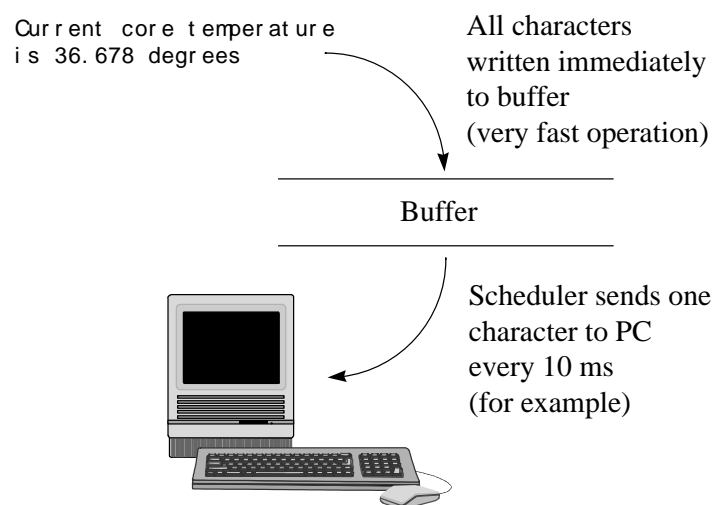 Current core temperature
is 36.678 degrees
All characters
written immediately
to buffer
(very fast operation)
Buffer
Scheduler sends one
character to PC
every 10 ms
(for example)